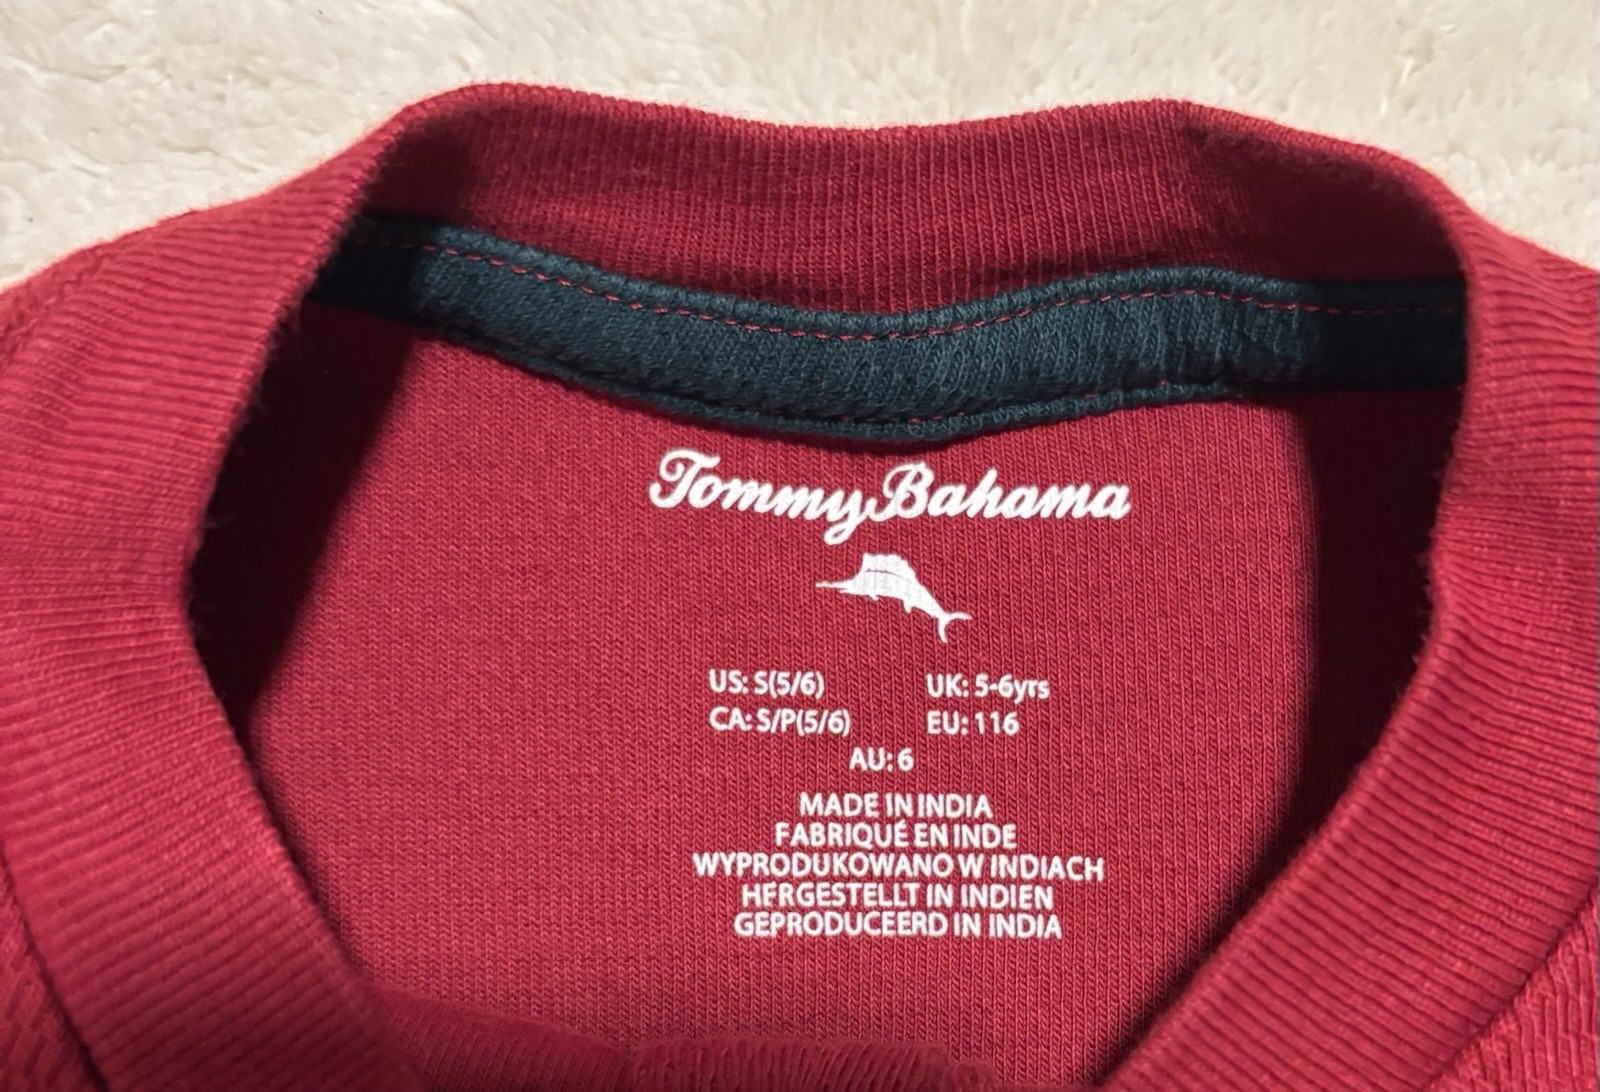 Tommy Bahama
US: S(5/6) UK: 5-6yrs
CA: S/P(5/6) EU: 116
AU: 6
MADE IN INDIA
FABRIQUÉ EN INDE
WYPRODUKOWANO W INDIACH
HERGESTELLT IN INDIEN
GEPRODUCEERD IN INDIA